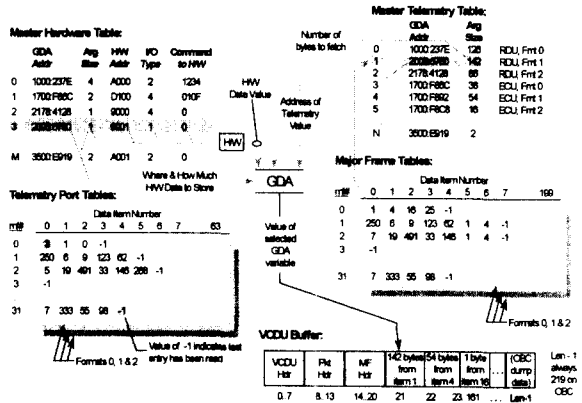 Master Hardware Table:
GDA Addr Arg Size HW Addr I/O Type Command to HW
0 1000:237E 4 A000 2 1234
1 1700:F86C 2 D100 4 010F
2 2178:4128 1 9000 4 0
3 1 1 0
M 3500:E919 2 A001 2 0
Number of bytes to fetch
HW Data Value
Address of Telemetry Value
HW
Where & How Much HW Data to Store
GDA
Value of selected GDA variable
Master Telemetry Table:
GDA Addr Arg Size
0 1000:237E 128 RDU, Fmt 0
1 142 RDU, Fmt 1
2 2178:4128 RDU, Fmt 2
3 1700:F86C ECU, Fmt 0
4 1700:F892 54 ECU, Fmt 1
5 1700:F8C8 16 ECU, Fmt 2
N 3500:E919 2
Telemetry Port Tables:
Data Item Number
mf# 0 1 2 3 4 5 6 7 63
0 3 1 0 -1
1 250 6 9 123 62 -1
2 5 19 491 33 146 -1
3 -1
31 7 333 55 98 -1
Formats 0, 1 & 2
Value of -1 indicates last entry has been read
Major Frame Tables:
Data Item Number
mf# 0 1 2 3 4 5 6 7 199
0 1 4 16 25 -1
1 250 6 9 123 62 1 4 -1
2 7 19 491 33 146 1 4 -1
3 -1
31 7 333 55 98 -1
Formats 0, 1 & 2
VCDU Buffer:
VCDU Hdr
Pkt Hdr
MF Hdr
142 bytes from item 1
54 bytes from item 4
1 byte from item 16
...
(OBC dump data)
Len - 1 always 219 on OBC
0..7 8..13 14..20 21 22 23 161 ... Len-1